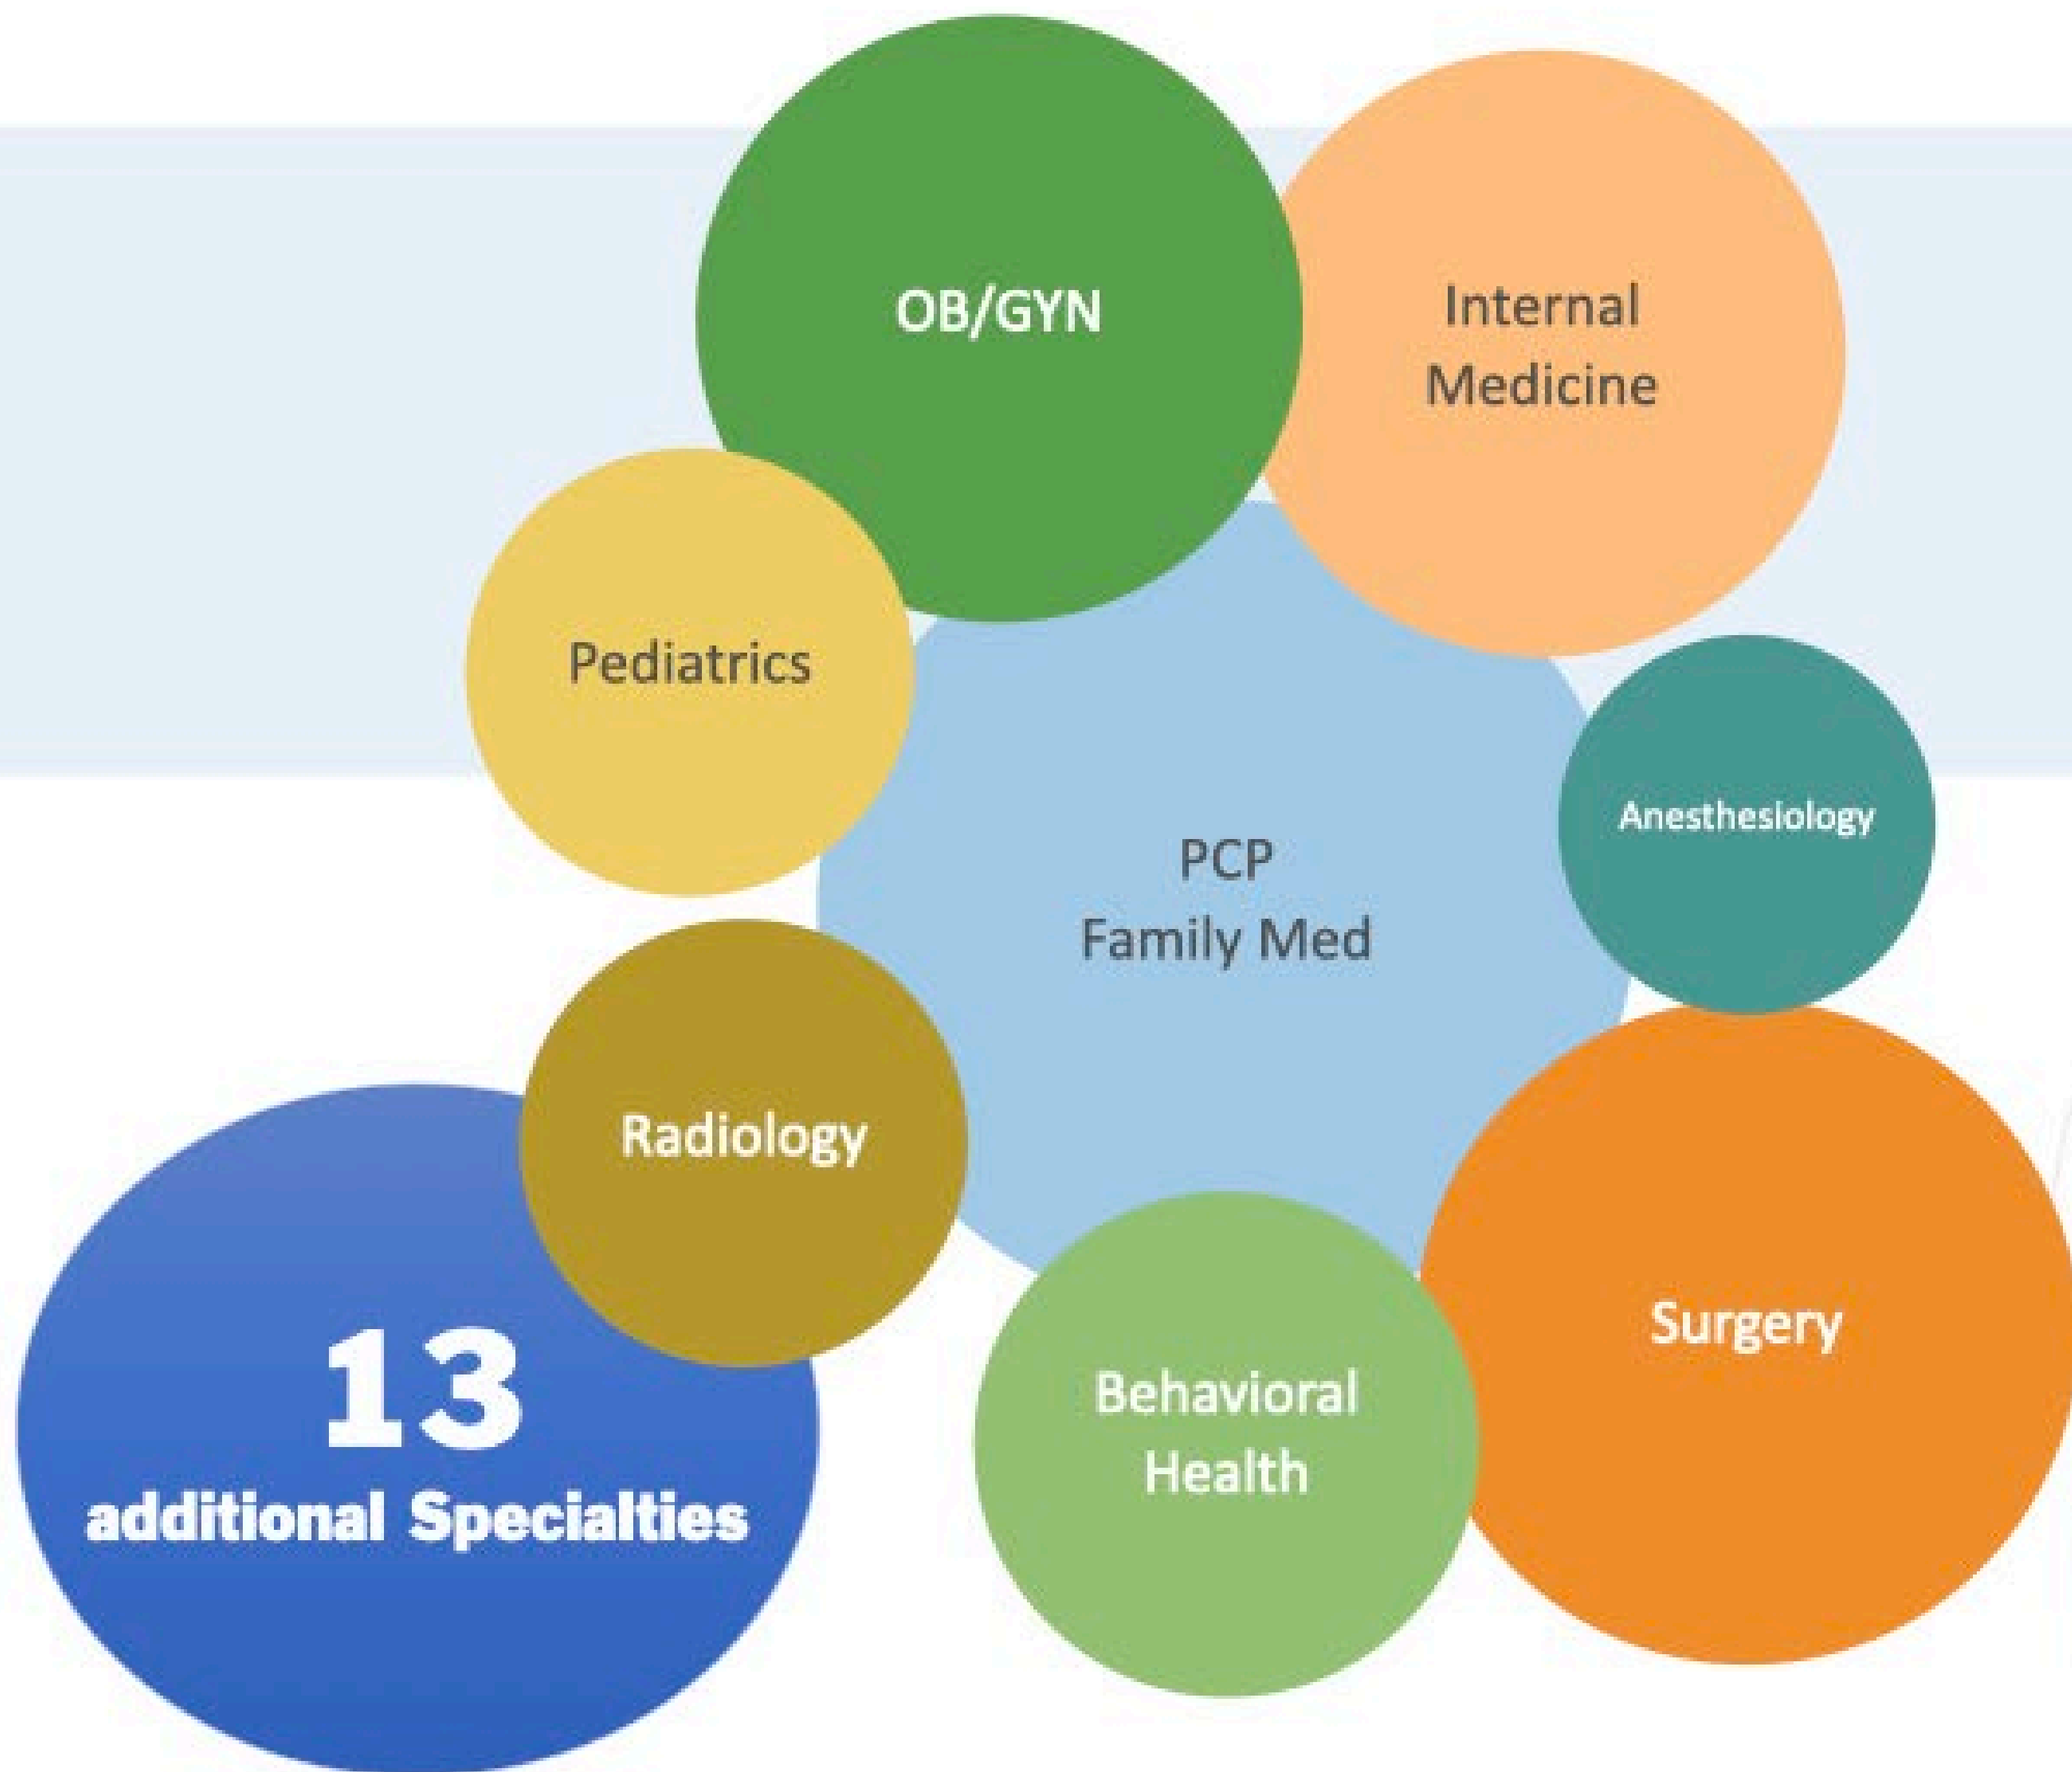 OB/GYN
Internal
Medicine
Pediatrics
Anesthesiology
PCP
Family Med
Radiology
Surgery
Behavioral
Health
13
additional Specialties